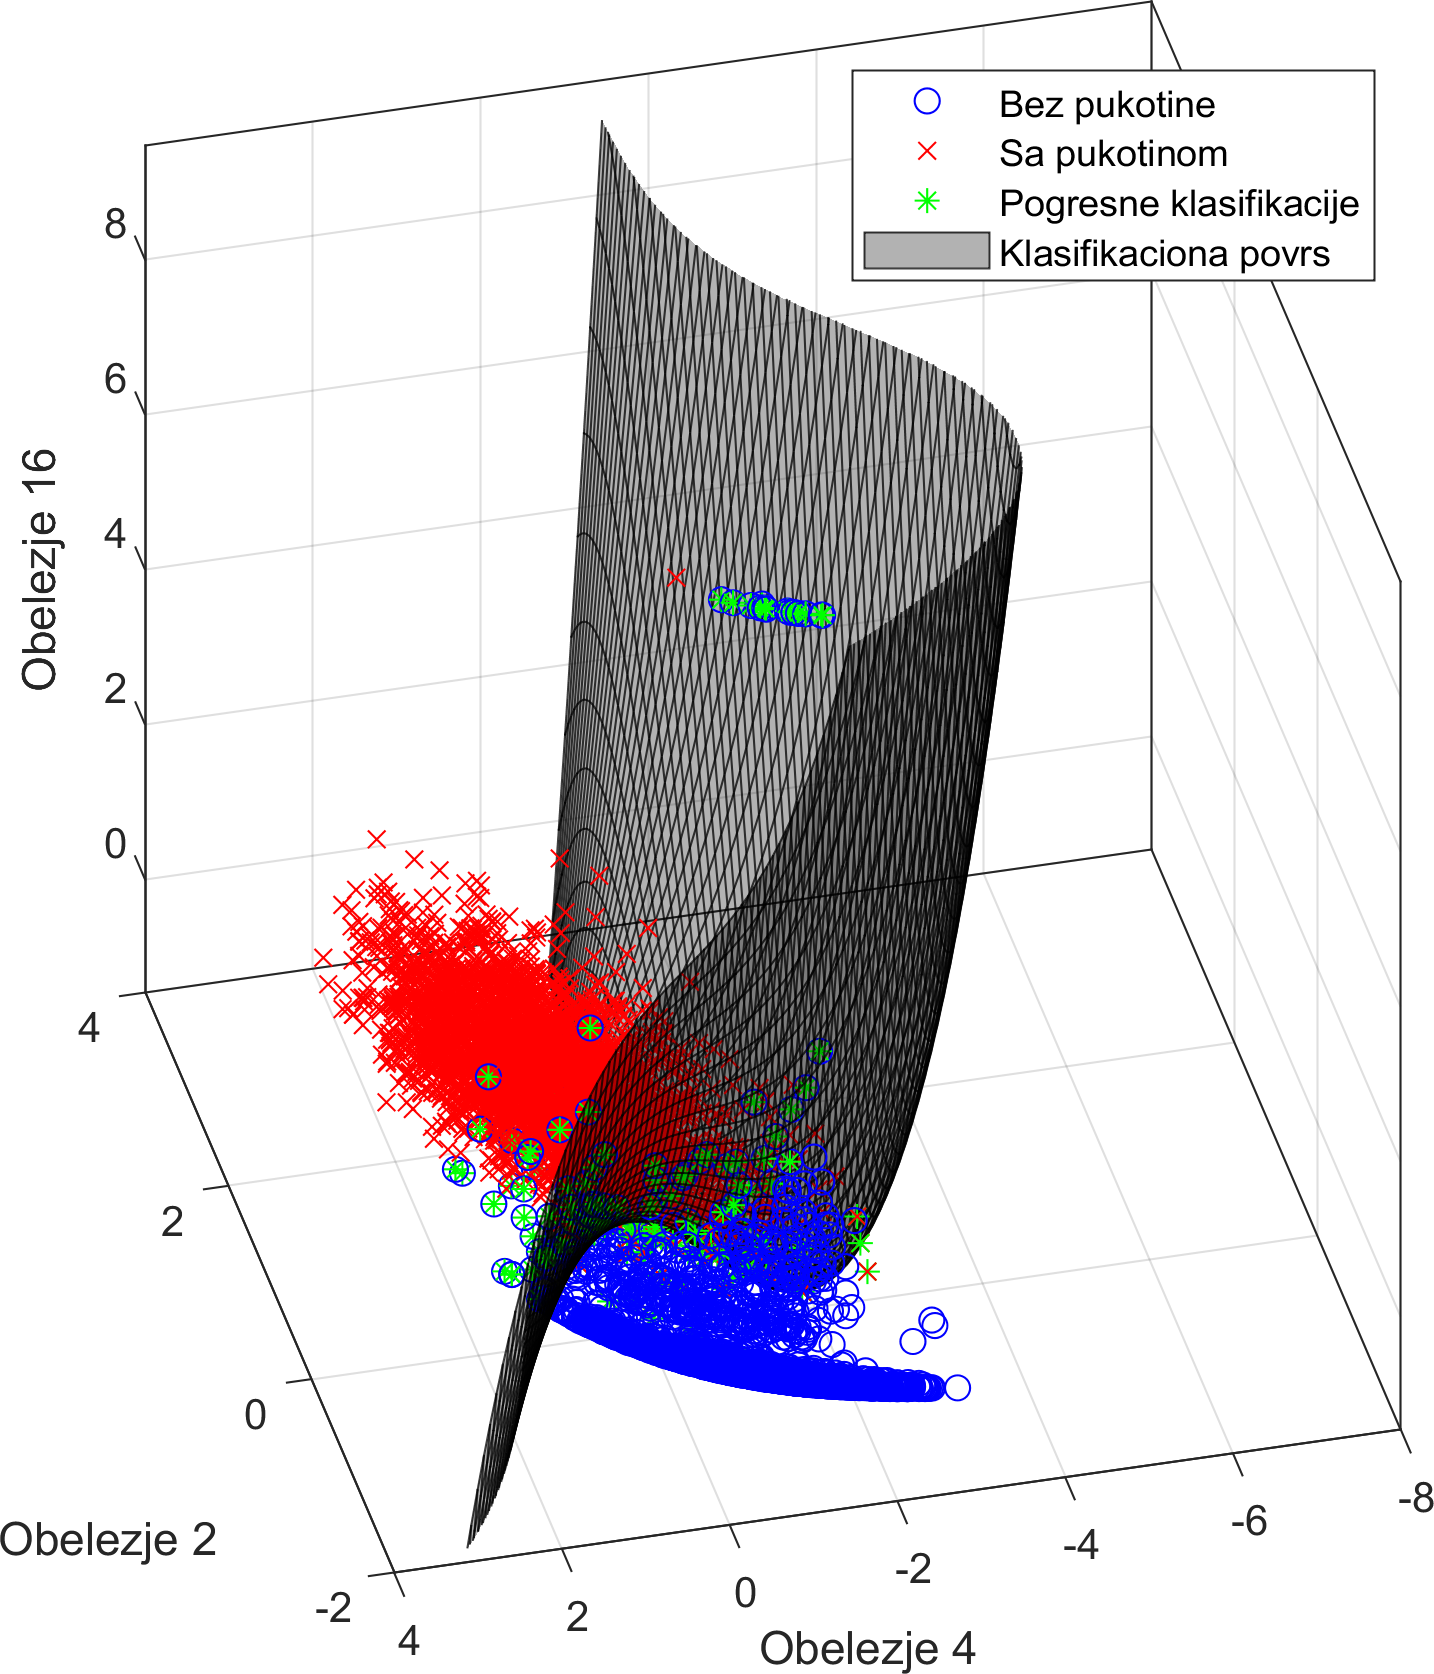 Bez pukotine
Sa pukotinom
Pogresne klasifikacije
Klasifikaciona povrs
8
6
4
2
0
Obelezje 16
4
2
0
-2
Obelezje 2
4
2
0
-2
-4
-6
-8
Obelezje 4